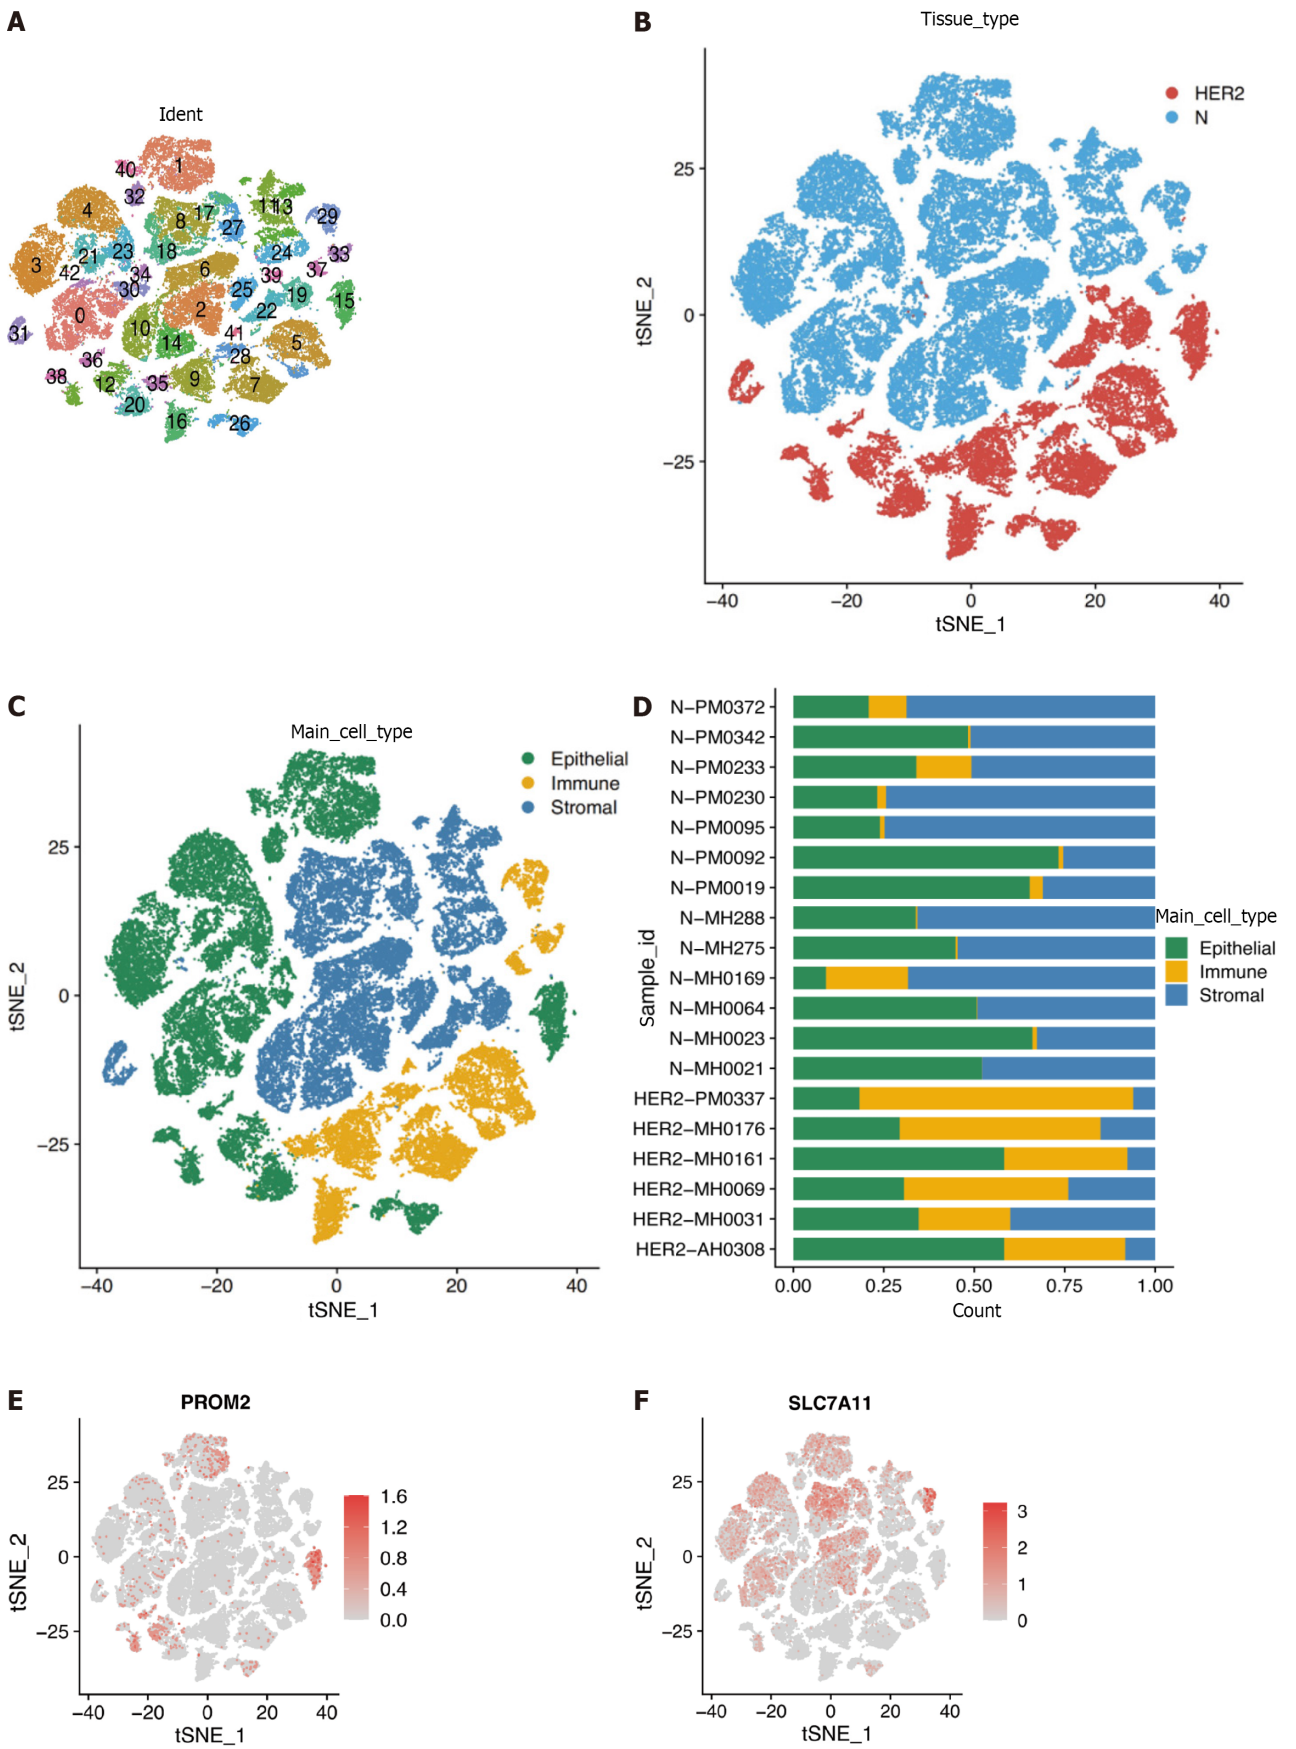 A
Ident
1
40
32
4
8
17
27
11
13
29
3
21
23
18
24
33
42
34
6
39
37
30
25
19
15
0
2
22
31
10
14
41
28
5
36
38
12
35
9
7
20
16
26
B
Tissue_type
HER2
N
25
0
−25
tSNE_2
−40
−20
0
20
40
tSNE_1
C
Main_cell_type
Epithelial
Immune
Stromal
25
0
−25
tSNE_2
−40
−20
0
20
40
tSNE_1
D
N−PM0372
N−PM0342
N−PM0233
N−PM0230
N−PM0095
N−PM0092
N−PM0019
N−MH288
N−MH275
N−MH0169
N−MH0064
N−MH0023
N−MH0021
HER2−PM0337
HER2−MH0176
HER2−MH0161
HER2−MH0069
HER2−MH0031
HER2−AH0308
Sample_id
0.00
0.25
0.50
0.75
1.00
Count
Main_cell_type
Epithelial
Immune
Stromal
E
PROM2
25
0
−25
tSNE_2
−40
−20
0
20
40
tSNE_1
1.6
1.2
0.8
0.4
0.0
F
SLC7A11
25
0
−25
tSNE_2
−40
−20
0
20
40
tSNE_1
3
2
1
0